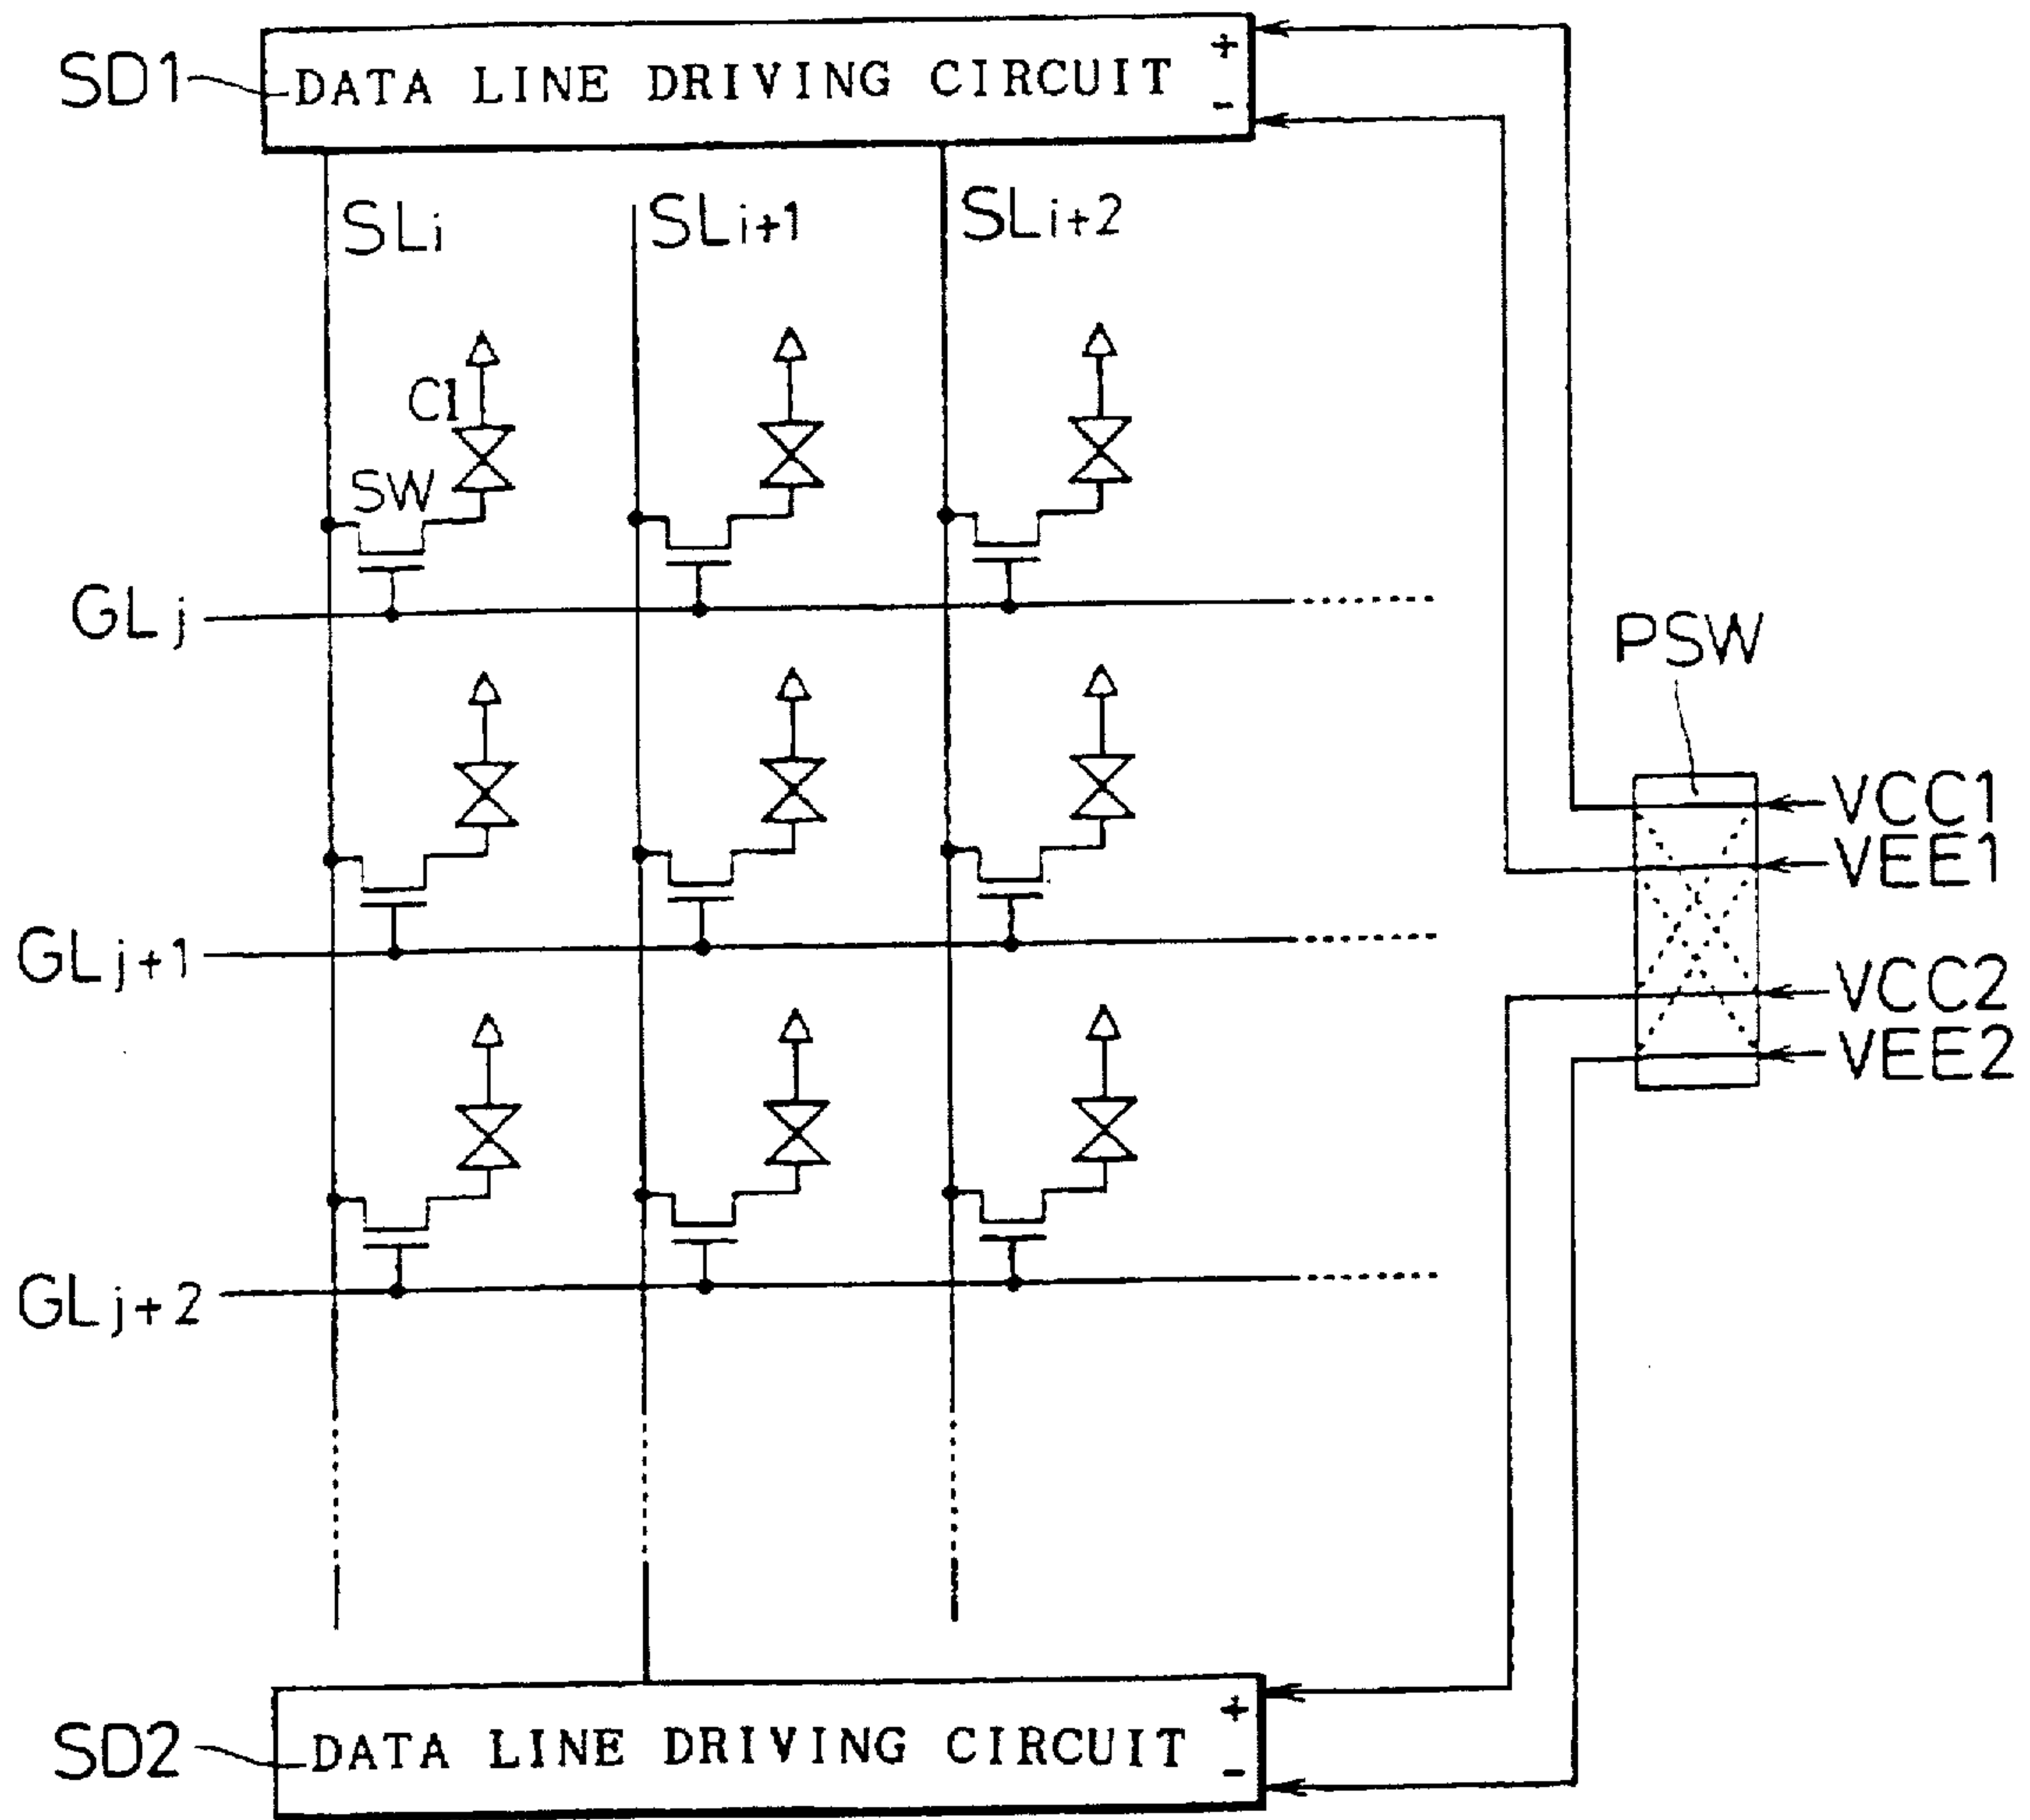 SD1
DATA LINE DRIVING CIRCUIT
+
-
SLi
SLi+1
SLi+2
Cl
SW
GLj
PSW
VCC1
VEE1
GLj+1
VCC2
VEE2
GLj+2
SD2
DATA LINE DRIVING CIRCUIT
+
-